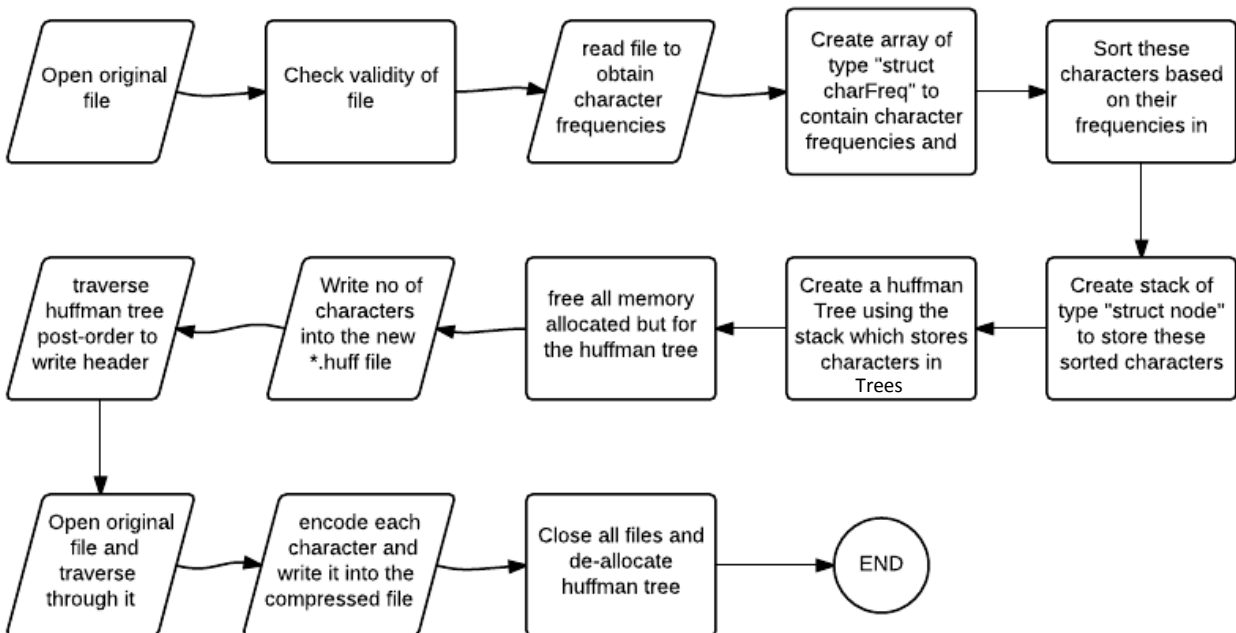 Open original
file
Check validity of
file
read file to
obtain
character
frequencies
Create array of
type "struct
charFreq" to
contain character
frequencies and
Sort these
characters based
on their
frequencies in
Create stack of
type "struct node"
to store these
sorted characters
Create a huffman
Tree using the
stack which stores
characters in
Trees
free all memory
allocated but for
the huffman tree
Write no of
characters
into the new
*.huff file
traverse
huffman tree
post-order to
write header
Open original
file and
traverse
through it
encode each
character and
write it into the
compressed file
Close all files and
de-allocate
huffman tree
END